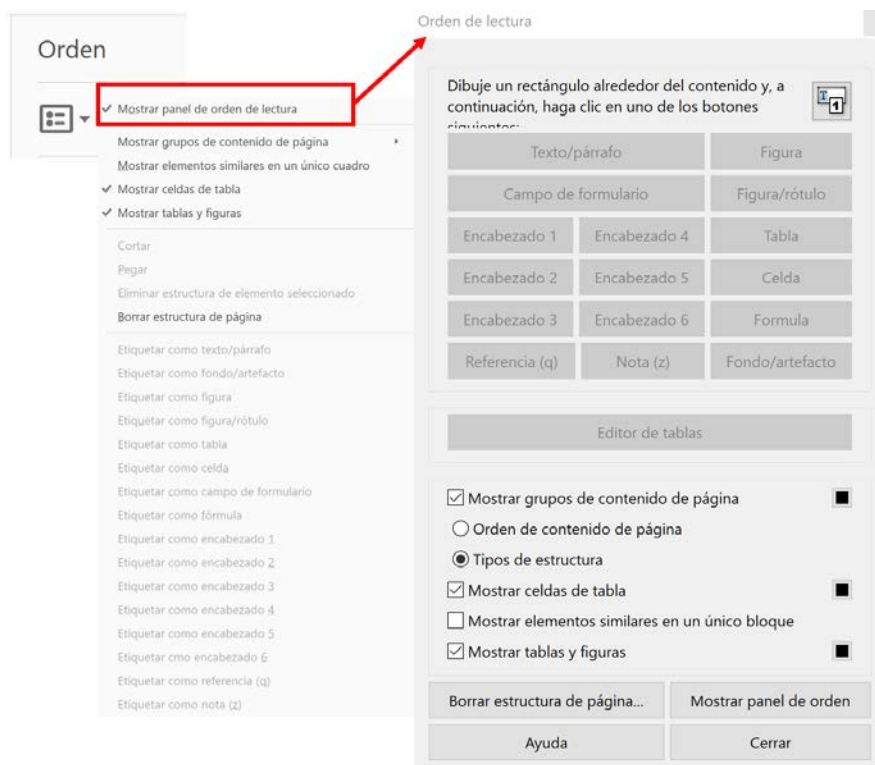 Orden
Mostrar panel de orden de lectura
Mostrar grupos de contenido de página
Mostrar elementos similares en un único cuadro
Mostrar celdas de tabla
Mostrar tablas y figuras
Cortar
Pegar
Eliminar estructura de elemento seleccionado
Borrar estructura de página
Etiquetar como texto/párrafo
Etiquetar como fondo/artefacto
Etiquetar como figura
Etiquetar como figura/rótulo
Etiquetar como tabla
Etiquetar como celda
Etiquetar como campo de formulario
Etiquetar como fórmula
Etiquetar como encabezado 1
Etiquetar como encabezado 2
Etiquetar como encabezado 3
Etiquetar como encabezado 4
Etiquetar como encabezado 5
Etiquetar cmo encabezado 6
Etiquetar como referencia (q)
Etiquetar como nota (z)
Orden de lectura
Dibuje un rectángulo alrededor del contenido y, a
continuación, haga clic en uno de los botones
siguientes:
Texto/párrafo Figura
Campo de formulario Figura/rótulo
Encabezado 1 Encabezado 4 Tabla
Encabezado 2 Encabezado 5 Celda
Encabezado 3 Encabezado 6 Formula
Referencia (q) Nota (z) Fondo/artefacto
Editor de tablas
Mostrar grupos de contenido de página
Orden de contenido de página
Tipos de estructura
Mostrar celdas de tabla
Mostrar elementos similares en un único bloque
Mostrar tablas y figuras
Borrar estructura de página... Mostrar panel de orden
Ayuda Cerrar